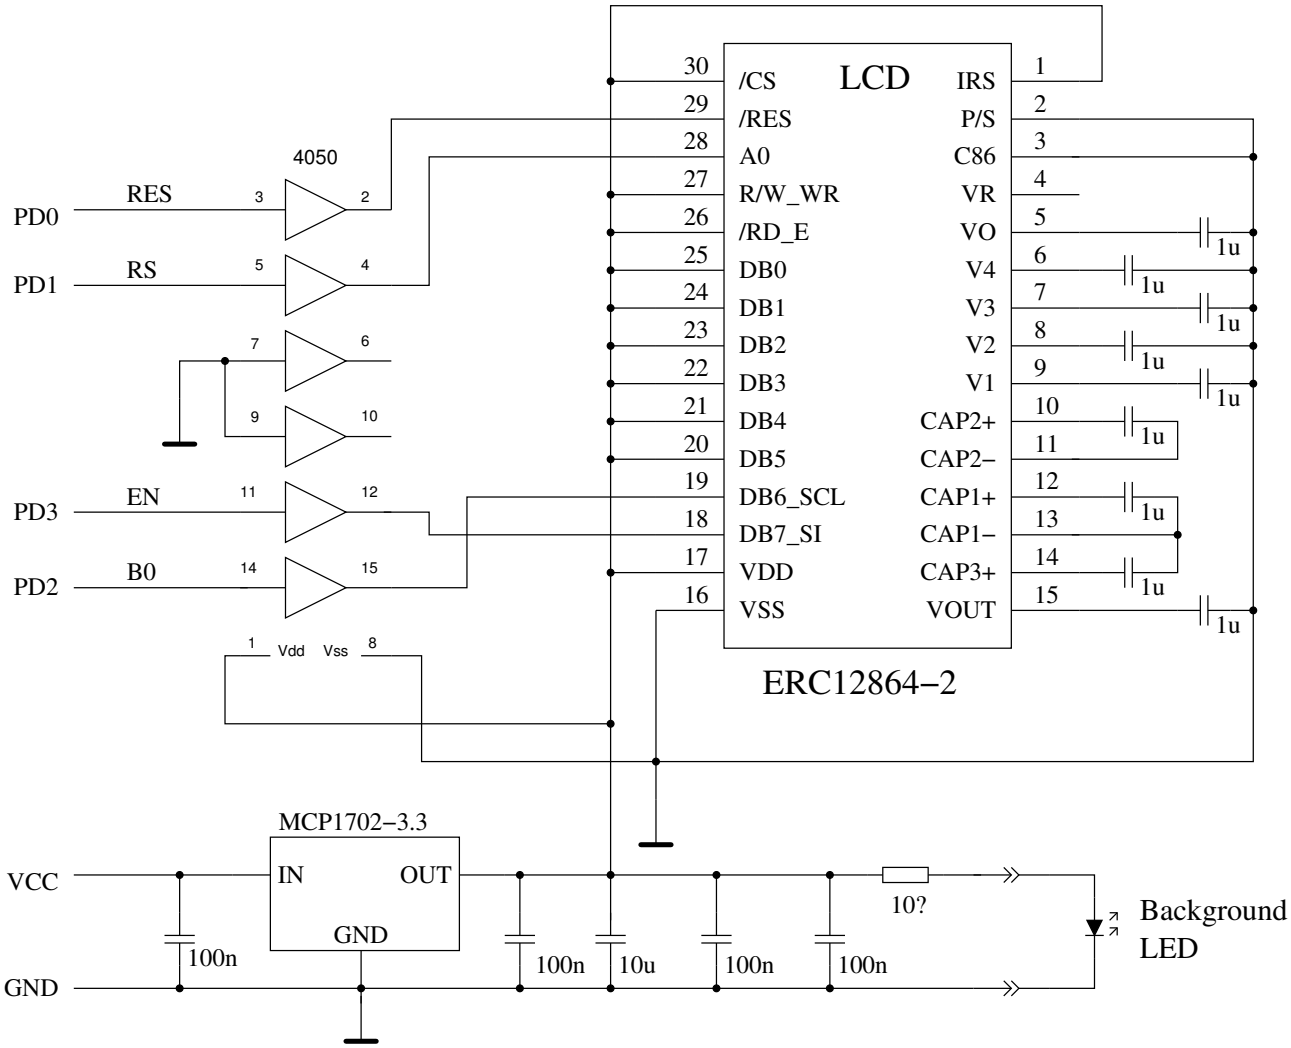 LCD
30 /CS IRS 1
29 /RES P/S 2
28 A0 C86 3
27 R/W_WR VR 4
26 /RD_E VO 5 1u
25 DB0 V4 6 1u
24 DB1 V3 7 1u
23 DB2 V2 8 1u
22 DB3 V1 9 1u
21 DB4 CAP2+ 10 1u
20 DB5 CAP2− 11
19 DB6_SCL CAP1+ 12 1u
18 DB7_SI CAP1− 13
17 VDD CAP3+ 14 1u
16 VSS VOUT 15 1u
ERC12864−2
4050
PD0 RES 3 2
PD1 RS 5 4
7 6
9 10
PD3 EN 11 12
PD2 B0 14 15
1 Vdd Vss 8
MCP1702−3.3
VCC IN OUT
GND
10?
100n 100n 10u 100n 100n
GND
Background
LED